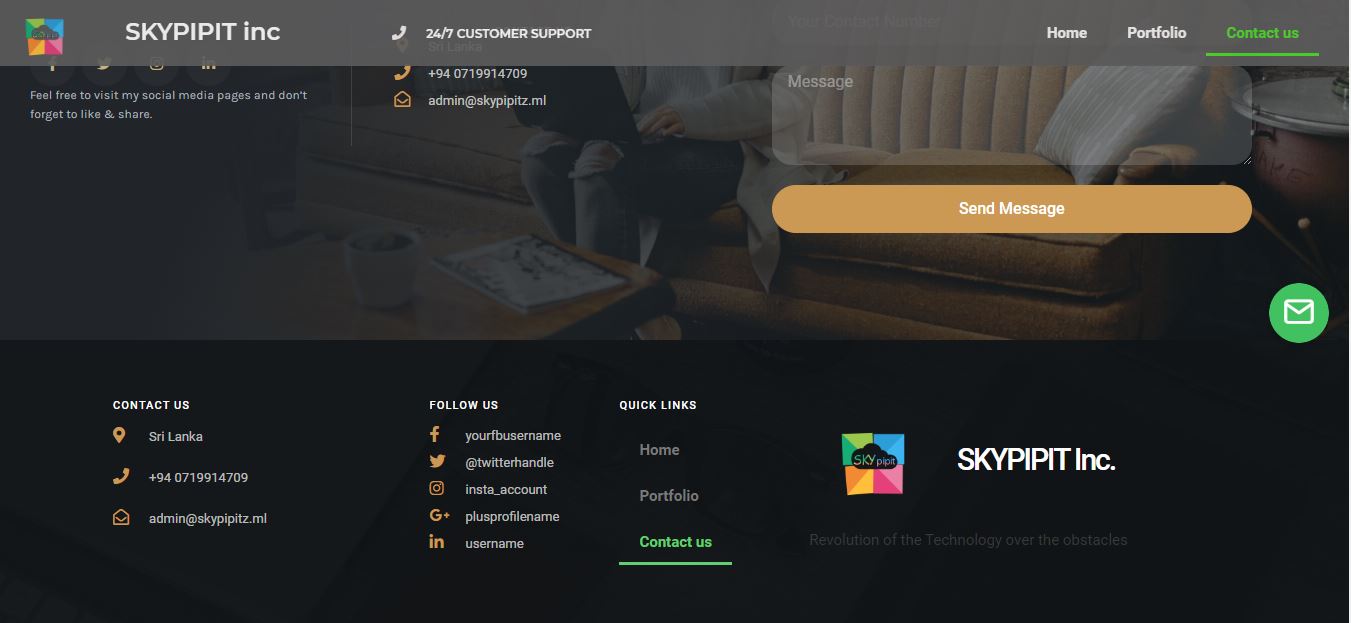 SKYPIPIT inc
24/7 CUSTOMER SUPPORT
Home
Portfolio
Contact us
Your Contact Number
Sri Lanka
+94 0719914709
admin@skypipitz.ml
Feel free to visit my social media pages and don't
forget to like & share.
Message
Send Message
CONTACT US
Sri Lanka
+94 0719914709
admin@skypipitz.ml
FOLLOW US
yourfbusername
@twitterhandle
insta_account
plusprofilename
username
QUICK LINKS
Home
Portfolio
Contact us
SKY pipit
SKYPIPIT Inc.
Revolution of the Technology over the obstacles